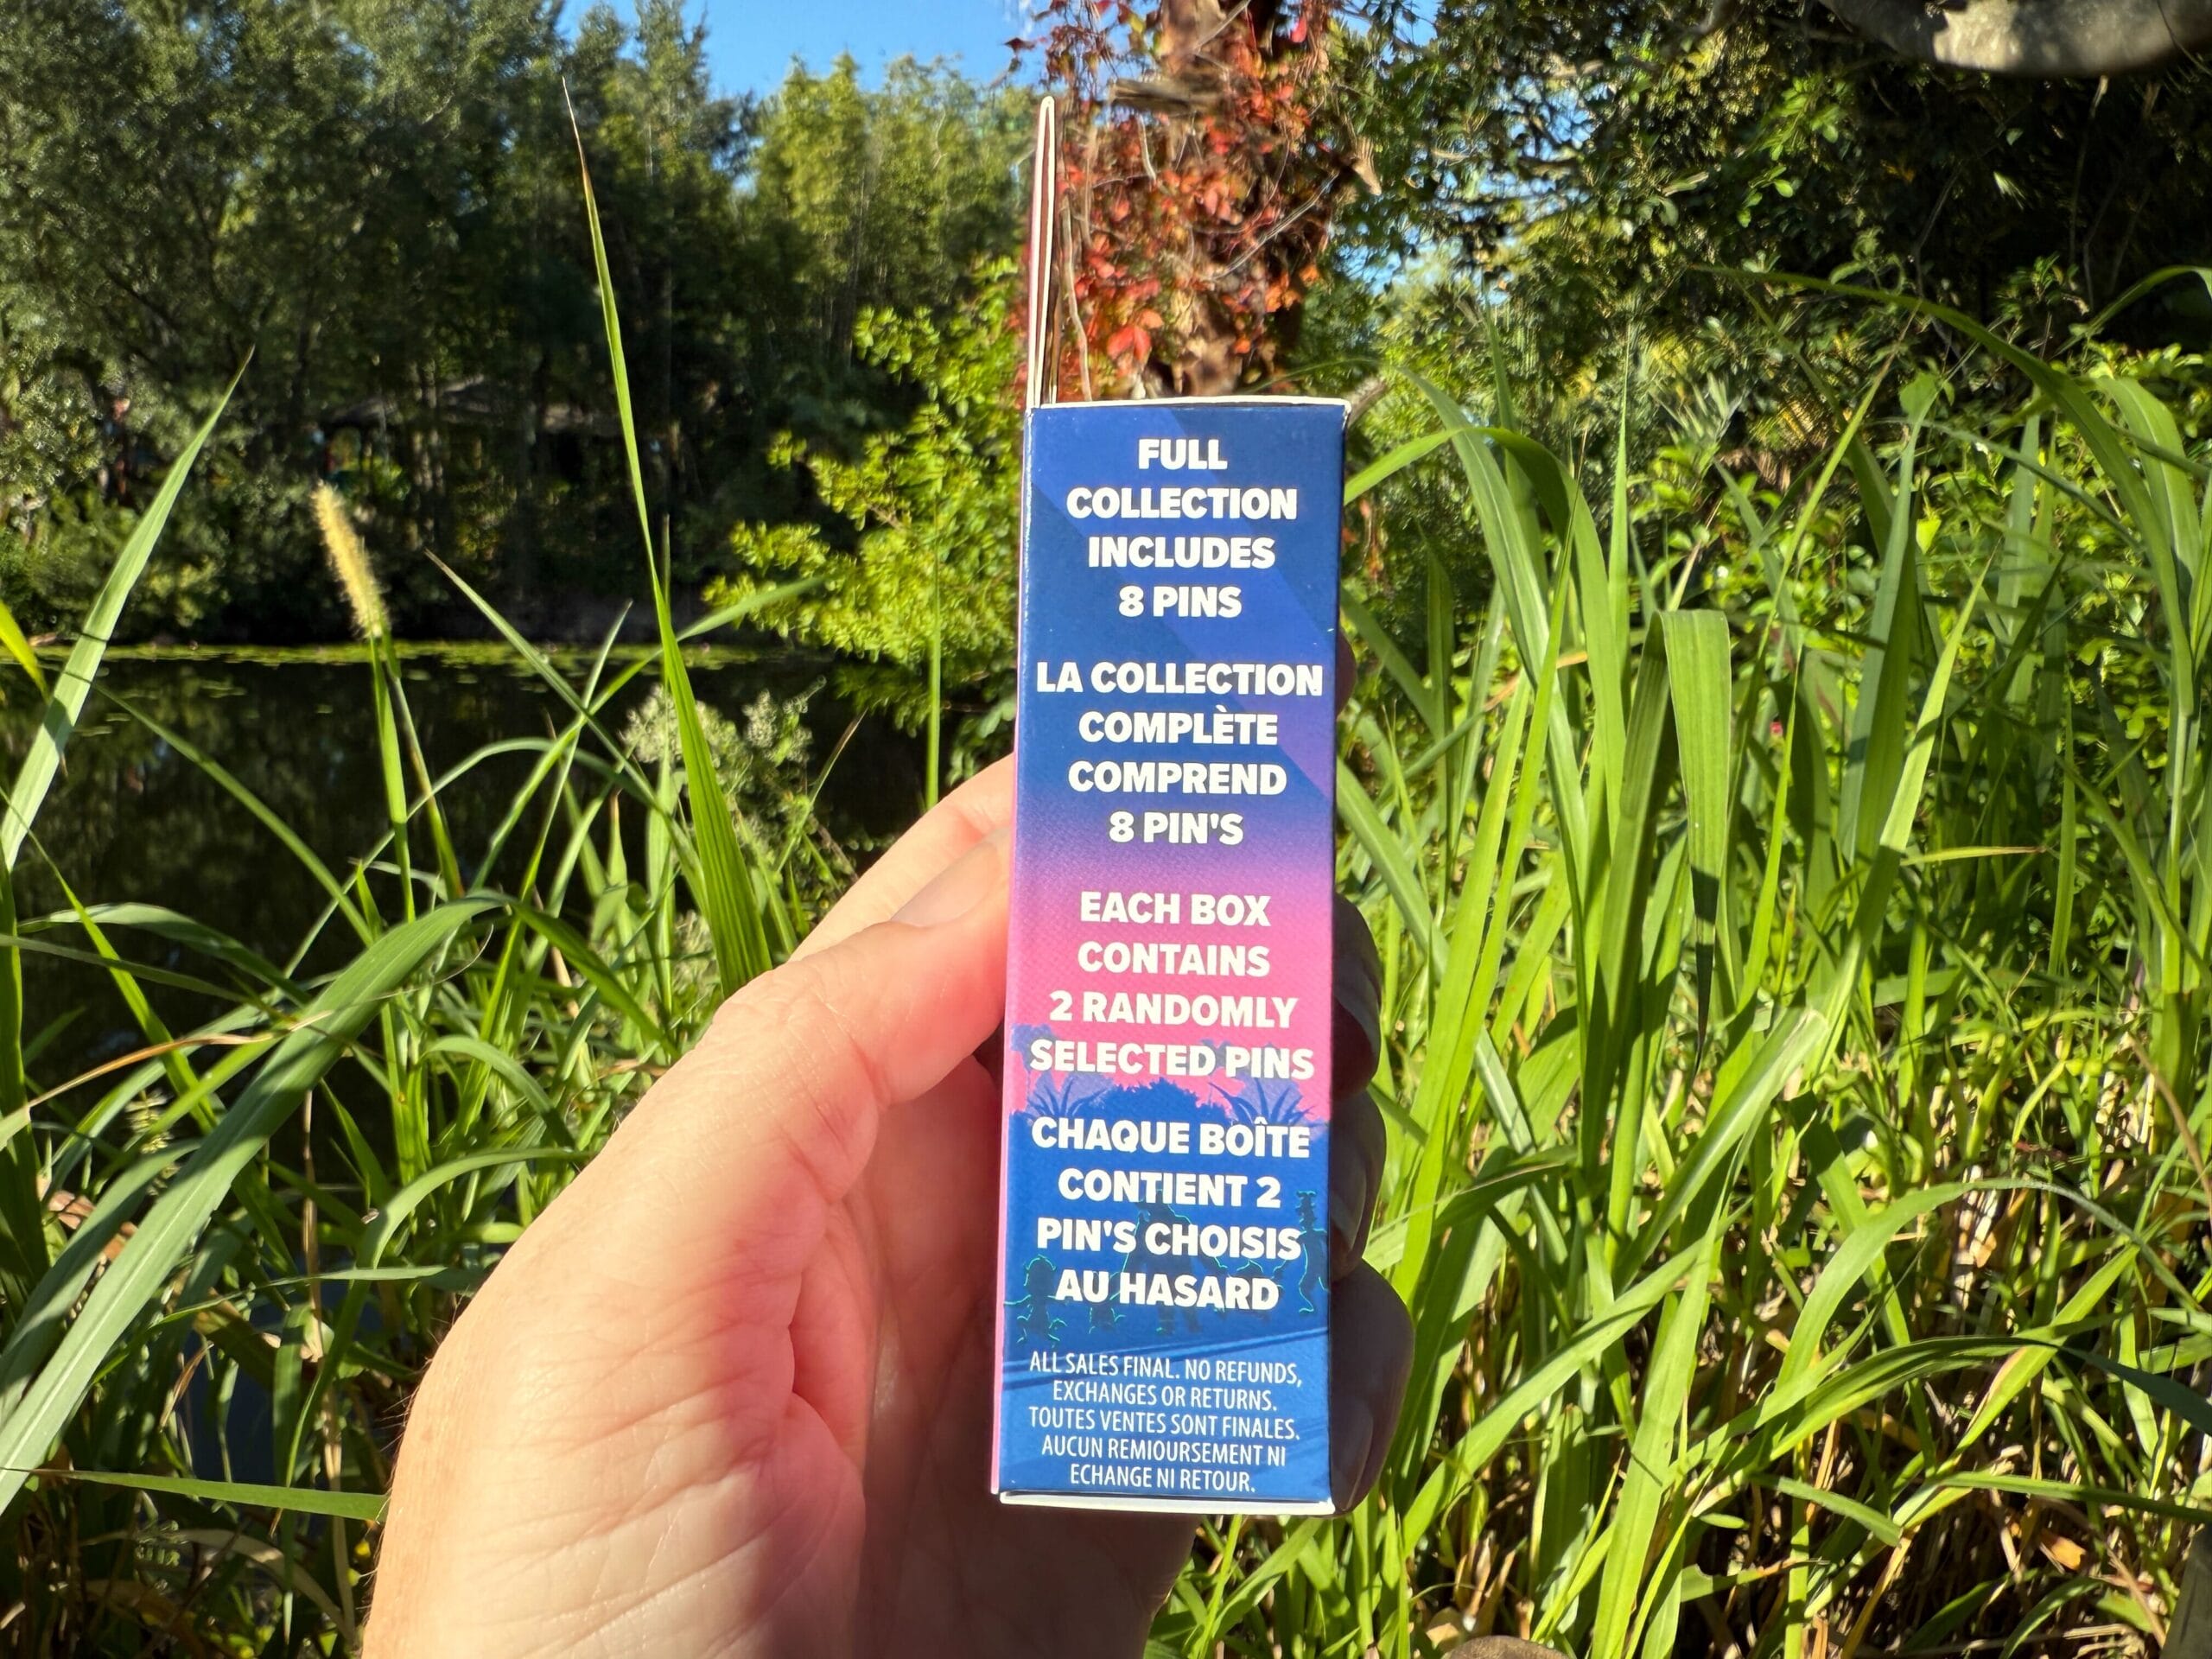 FULL
COLLECTION
INCLUDES
8 PINS
LA COLLECTION
COMPLÈTE
COMPREND
8 PIN'S
EACH BOX
CONTAINS
2 RANDOMLY
SELECTED PINS
CHAQUE BOÎTE
CONTIENT 2
PIN'S CHOISIS
AU HASARD
ALL SALES FINAL. NO REFUNDS,
EXCHANGES OR RETURNS.
TOUTES VENTES SONT FINALES.
AUCUN REMIOURSEMENT NI
ECHANGE NI RETOUR.